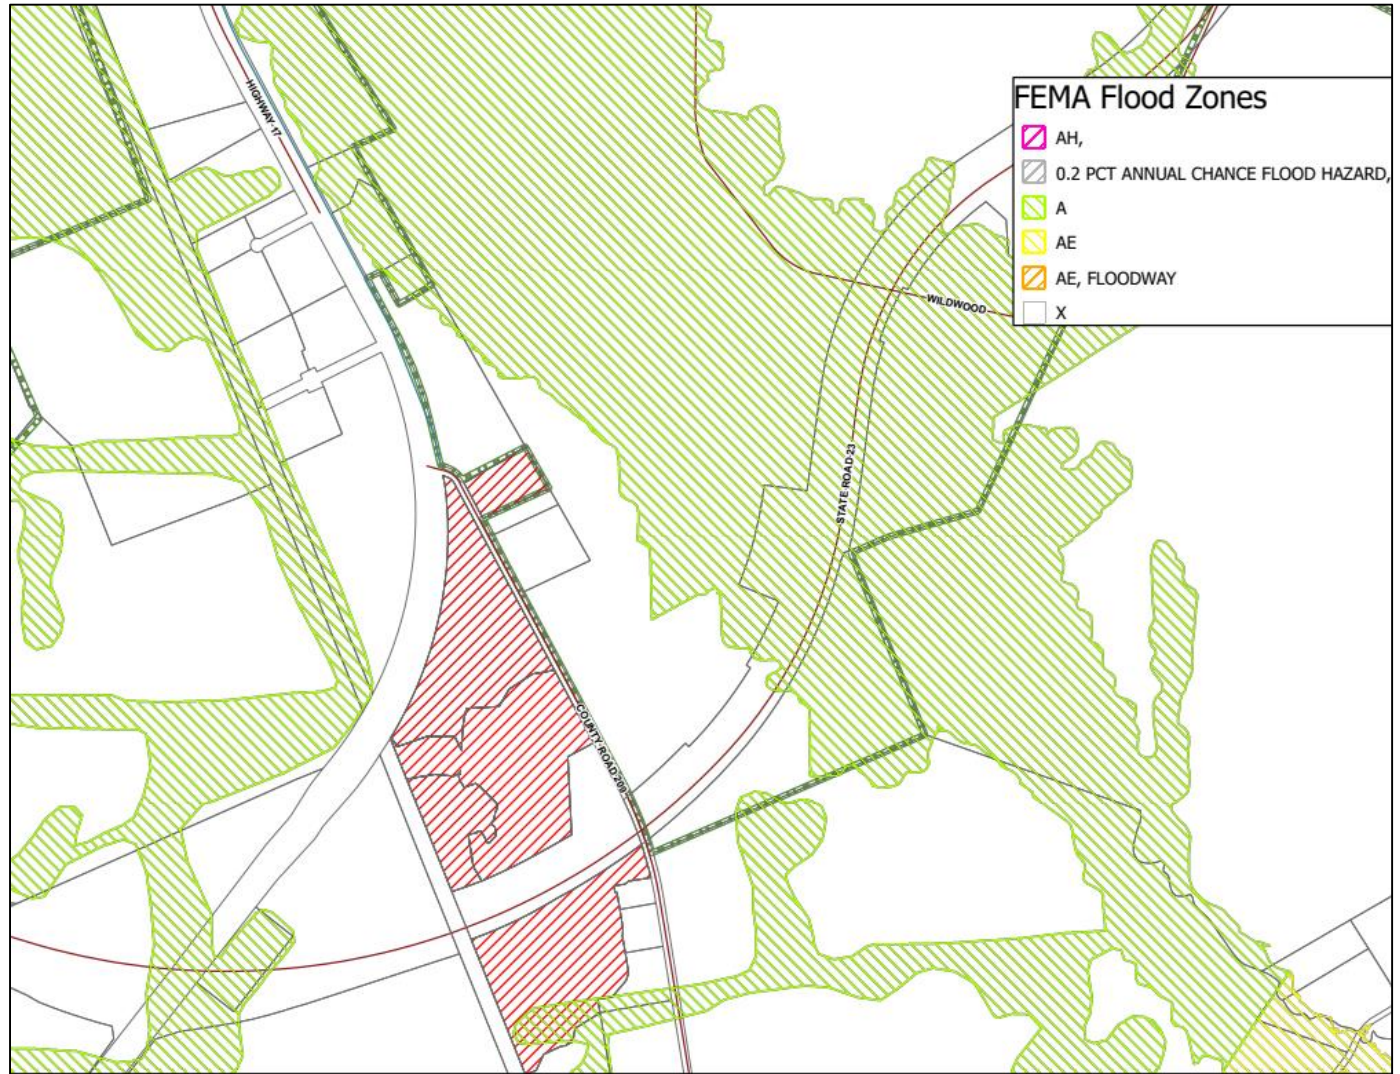 HIGHWAY 17
FEMA Flood Zones
AH,
0.2 PCT ANNUAL CHANCE FLOOD HAZARD,
A
AE
AE, FLOODWAY
X
WILDWOOD
STATE ROAD 23
COUNTY ROAD 209